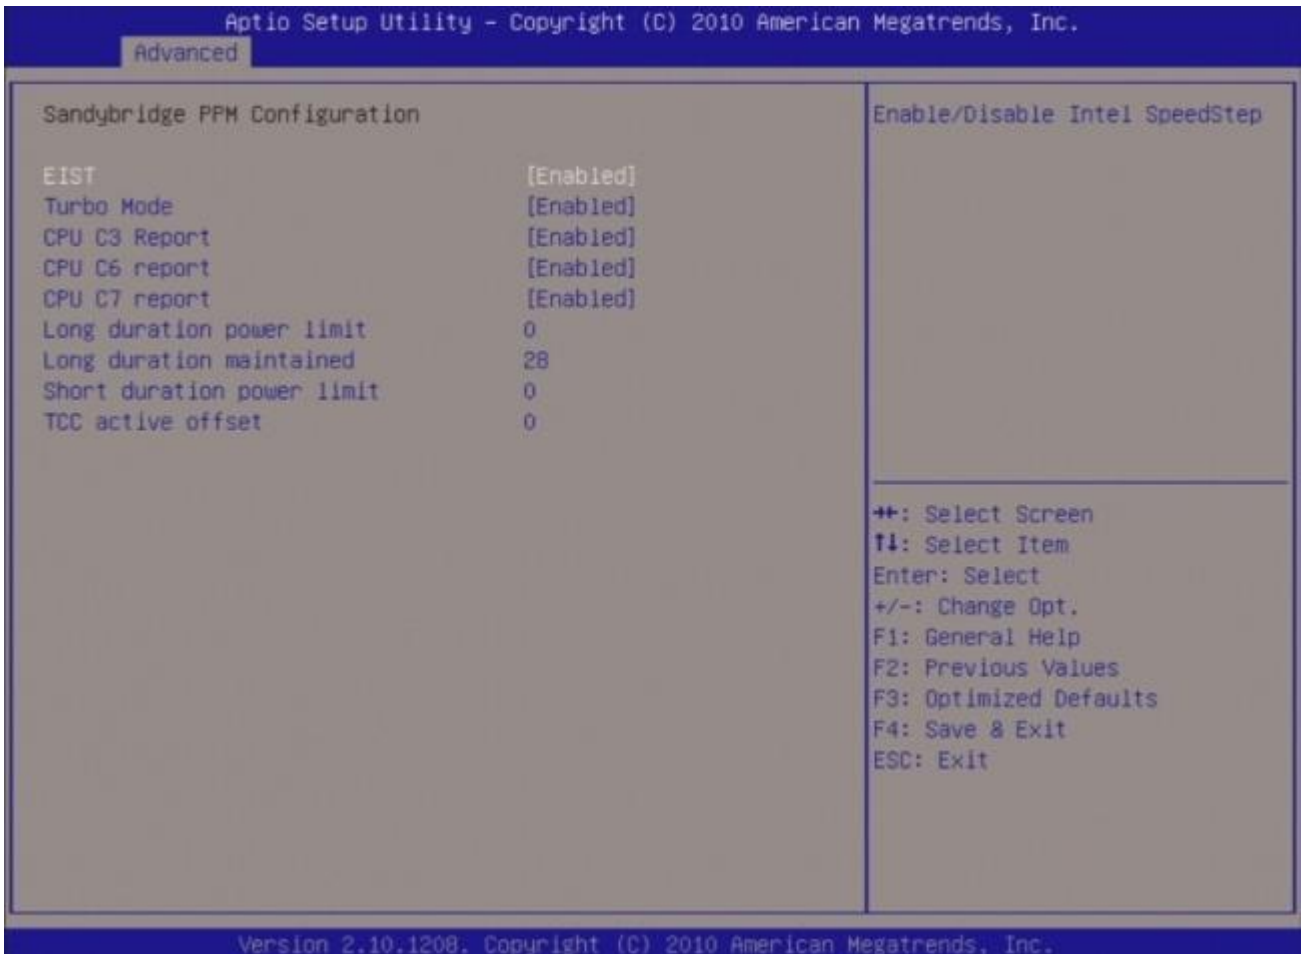 Aptio Setup Utility – Copyright (C) 2010 American Megatrends, Inc.
Advanced
Sandybridge PPM Configuration
EIST [Enabled]
Turbo Mode [Enabled]
CPU C3 Report [Enabled]
CPU C6 report [Enabled]
CPU C7 report [Enabled]
Long duration power limit 0
Long duration maintained 28
Short duration power limit 0
TCC active offset 0
Enable/Disable Intel SpeedStep
→←: Select Screen
↑↓: Select Item
Enter: Select
+/-: Change Opt.
F1: General Help
F2: Previous Values
F3: Optimized Defaults
F4: Save & Exit
ESC: Exit
Version 2.10.1208. Copyright (C) 2010 American Megatrends, Inc.